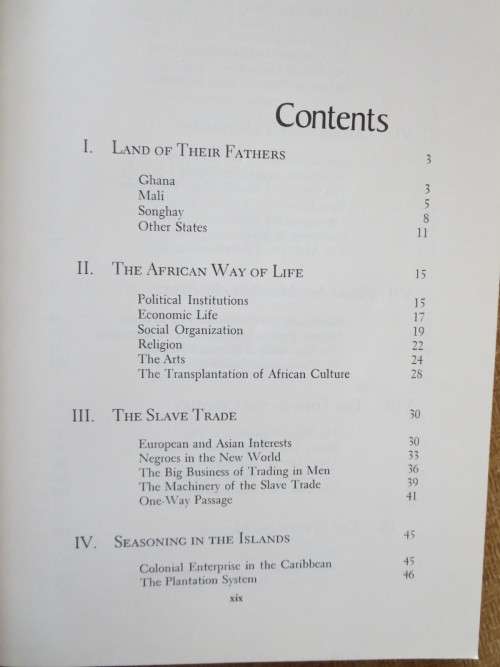 Contents
I. LAND OF THEIR FATHERS 3
Ghana 3
Mali 5
Songhay 8
Other States 11
II. THE AFRICAN WAY OF LIFE 15
Political Institutions 15
Economic Life 17
Social Organization 19
Religion 22
The Arts 24
The Transplantation of African Culture 28
III. THE SLAVE TRADE 30
European and Asian Interests 30
Negroes in the New World 33
The Big Business of Trading in Men 36
The Machinery of the Slave Trade 39
One-Way Passage 41
IV. SEASONING IN THE ISLANDS 45
Colonial Enterprise in the Caribbean 45
The Plantation System 46
xix